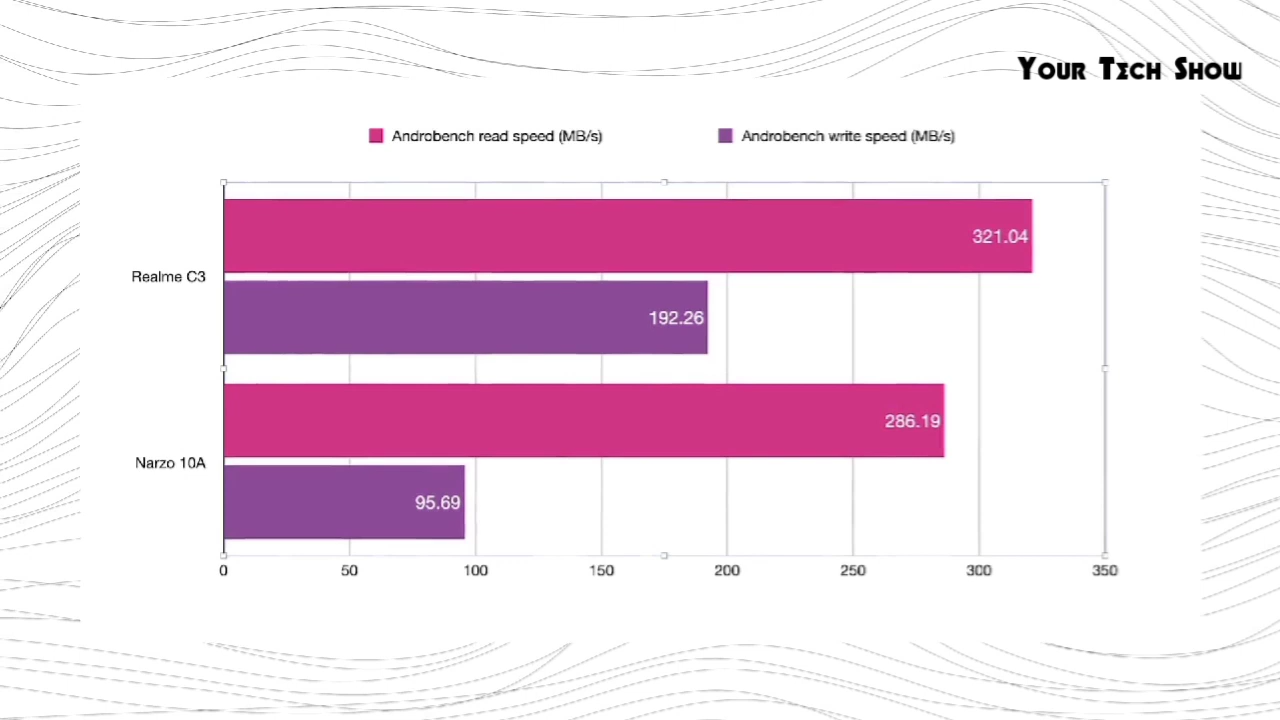 Your Tech Show
Androbench read speed (MB/s) Androbench write speed (MB/s)
321.04
Realme C3
192.26
286.19
Narzo 10A
95.69
0 50 100 150 200 250 300 350